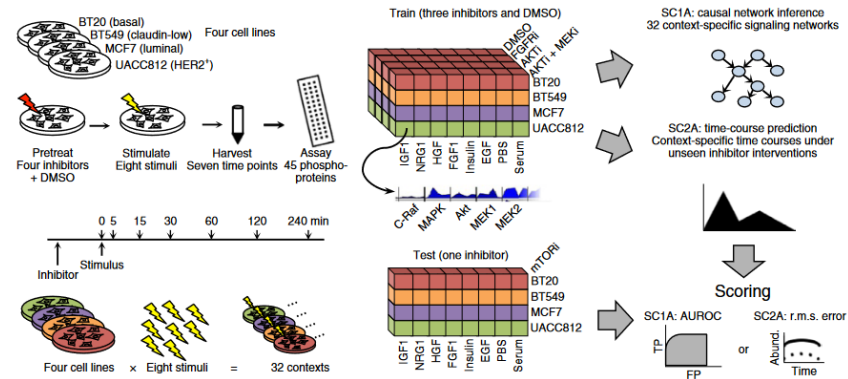 BT20 (basal)
BT549 (claudin-low)
MCF7 (luminal)
UACC812 (HER2+)
Four cell lines
Pretreat
Four inhibitors
+ DMSO
Stimulate
Eight stimuli
Harvest
Seven time points
Assay
45 phospho-
proteins
0 5 15 30 60 120 240 min
Inhibitor
Stimulus
Four cell lines × Eight stimuli = 32 contexts
Train (three inhibitors and DMSO)
DMSO
FGFRi
AKTi
AKTi + MEKi
BT20
BT549
MCF7
UACC812
IGF1
NRG1
HGF
FGF1
Insulin
EGF
PBS
Serum
C-Raf
MAPK
Akt
MEK1
MEK2
Test (one inhibitor)
mTORi
BT20
BT549
MCF7
UACC812
IGF1
NRG1
HGF
FGF1
Insulin
EGF
PBS
Serum
SC1A: causal network inference
32 context-specific signaling networks
SC2A: time-course prediction
Context-specific time courses under
unseen inhibitor interventions
Scoring
SC1A: AUROC
SC2A: r.m.s. error
TP
FP
or
Abund.
Time